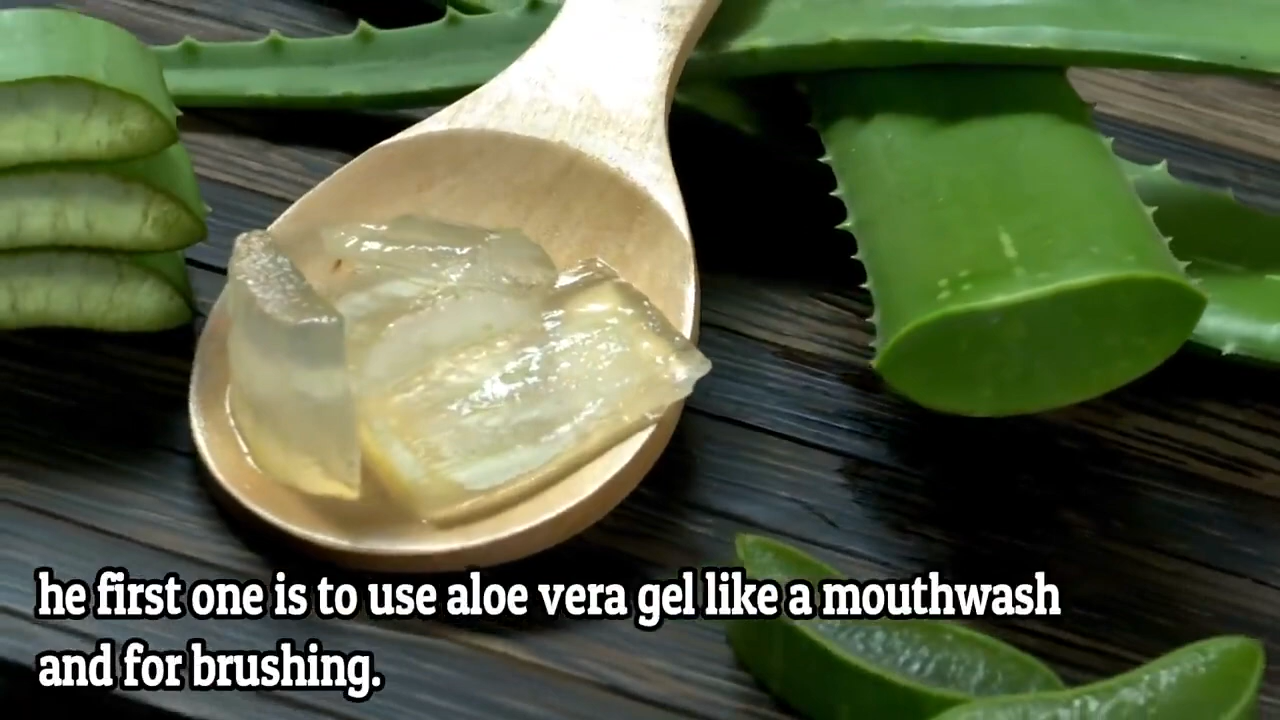 he first one is to use aloe vera gel like a mouthwash
and for brushing.